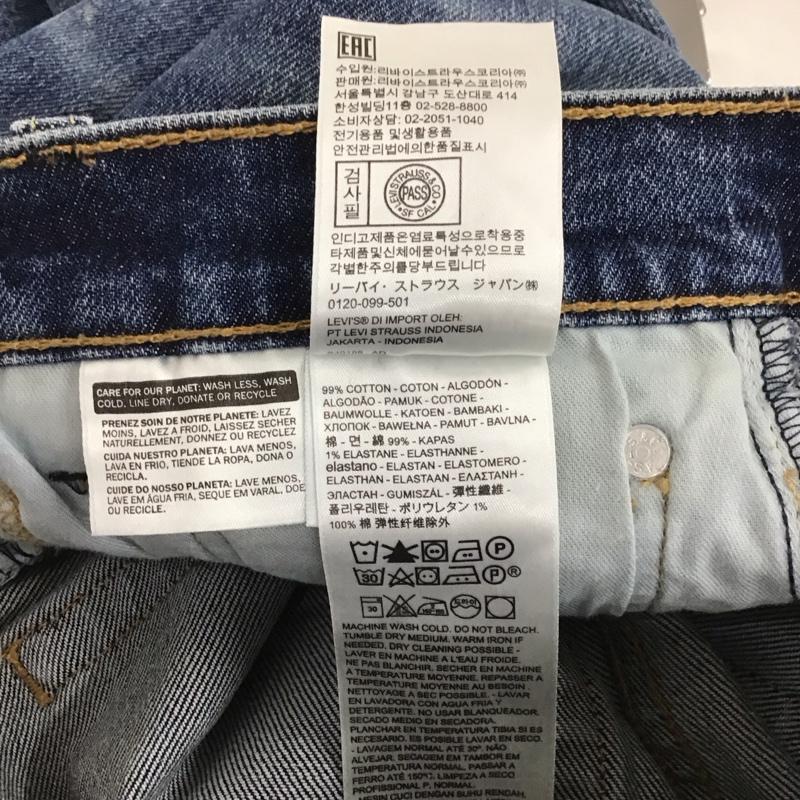 EAC
수입원:리바이스트라우스코리아㈜
판매원:리바이스트라우스코리아㈜
서울특별시 강남구 도산대로 414
한성빌딩11층 02-528-8800
소비자상담: 02-2051-1040
전기용품 및생활용품
안전관리법에의한품질표시
검사필
LEVI STRAUSS & CO
PASS
SF CAL
인디고제품은염료특성으로착용중
타제품및신체에묻어날수있으므로
각별한주의를당부드립니다
リーバイ・ストラウス ジャパン㈱
0120-099-501
LEVI'S® DI IMPORT OLEH:
PT LEVI STRAUSS INDONESIA
JAKARTA - INDONESIA
CARE FOR OUR PLANET: WASH LESS, WASH
COLD, LINE DRY, DONATE OR RECYCLE
PRENEZ SOIN DE NOTRE PLANETE: LAVEZ
MOINS, LAVEZ A FROID, LAISSEZ SECHER
NATURELLEMENT, DONNEZ OU RECYCLEZ
CUIDA NUESTRO PLANETA: LAVA MENOS,
LAVA EN FRIO, TIENDE LA ROPA, DONA O
RECICLA.
CUIDE DO NOSSO PLANETA: LAVE MENOS,
LAVE EM ÁGUA FRIA, SEQUE EM VARAL, DOE
99% COTTON - COTON - ALGODÓN -
ALGODÃO - PAMUK - COTONE -
BAUMWOLLE - KATOEN - BAMBAKI -
ХЛОПОК - BAWEŁNA - PAMUT - BAVLNA -
棉 - 면 - 綿 99% - KAPAS
1% ELASTANE - ELASTHANNE -
elastano - ELASTAN - ELASTOMERO -
ELASTHAN - ELASTAAN - ΕΛΑΣΤΑΝΗ -
ЭЛАСТАН - GUMISZÁL - 彈性纖維 -
폴리우레탄 - ポリウレタン 1%
100% 棉 弹性纤维除外
P
30 P®
30
드라이
MACHINE WASH COLD. DO NOT BLEACH.
TUMBLE DRY MEDIUM. WARM IRON IF
NEEDED. DRY CLEANING POSSIBLE -
LAVER EN MACHINE A L'EAU FROIDE.
NE PAS BLANCHIR. SECHER EN MACHINE
A TEMPERATURE MOYENNE. REPASSER A
TEMPERATURE MOYENNE AU BESOIN.
NETTOYAGE A SEC POSSIBLE. - LAVAR
EN LAVADORA CON AGUA FRIA Y
DETERGENTE. NO USAR BLANQUEADOR.
SECADO MEDIO EN SECADORA.
PLANCHAR EN TEMPERATURA TIBIA SI ES
NECESARIO. ES POSIBLE LAVAR EN SECO.
- LAVAGEM NORMAL ATÉ 30º. NÃO
ALVEJAR. SECAGEM EM TAMBOR EM
TEMPERATURA NORMAL. PASSAR A
FERRO ATÉ 150ºC. LIMPEZA A SECO
PROFISSIONAL, P, PROCESSO NORMAL.
MESIN CUCI DENGAN SUHU RENDAH.